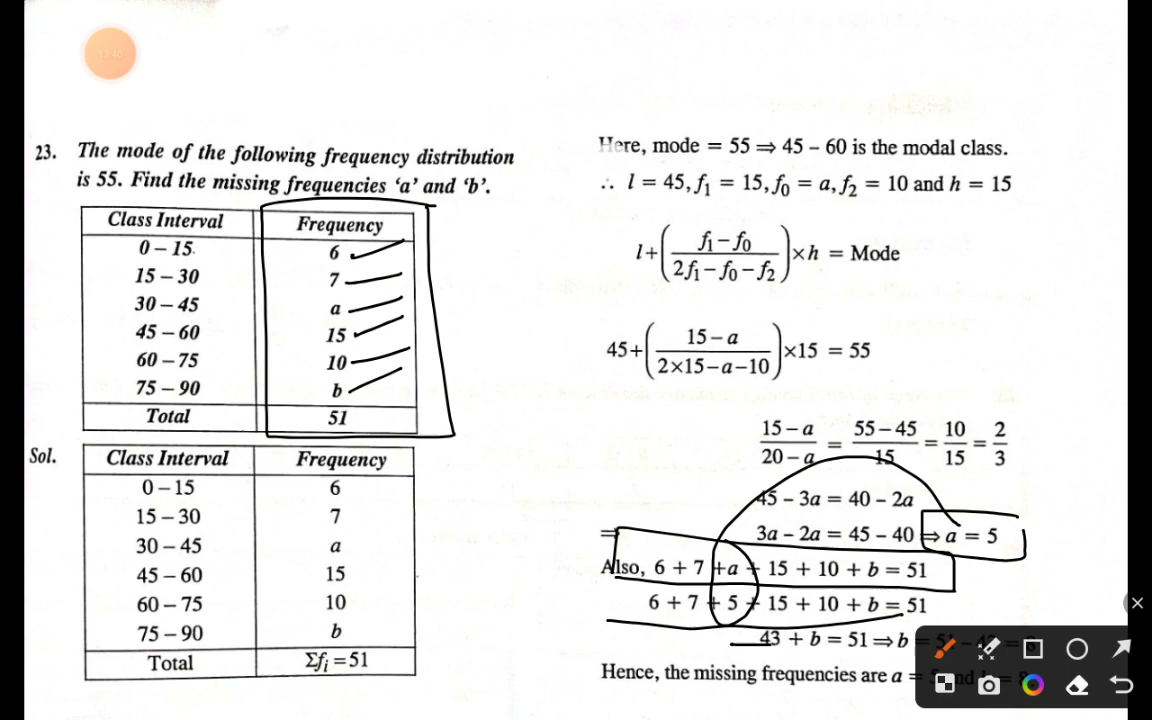 23. The mode of the following frequency distribution
is 55. Find the missing frequencies ‘a’ and ‘b’.
Class Interval Frequency
0 – 15 6
15 – 30 7
30 – 45 a
45 – 60 15
60 – 75 10
75 – 90 b
Total 51
Sol.
Class Interval Frequency
0 – 15 6
15 – 30 7
30 – 45 a
45 – 60 15
60 – 75 10
75 – 90 b
Total Σfᵢ = 51
Here, mode = 55 ⇒ 45 – 60 is the modal class.
∴ l = 45, f₁ = 15, f₀ = a, f₂ = 10 and h = 15
l + ( (f₁ – f₀) / (2f₁ – f₀ – f₂) ) × h = Mode
45 + ( (15 – a) / (2×15 – a – 10) ) ×15 = 55
(15 – a) / (20 – a) = (55 – 45) / 15 = 10 / 15 = 2 / 3
45 – 3a = 40 – 2a
⇒ 3a – 2a = 45 – 40 ⇒ a = 5
Also, 6 + 7 + a + 15 + 10 + b = 51
6 + 7 + 5 + 15 + 10 + b = 51
43 + b = 51 ⇒ b
Hence, the missing frequencies are a =